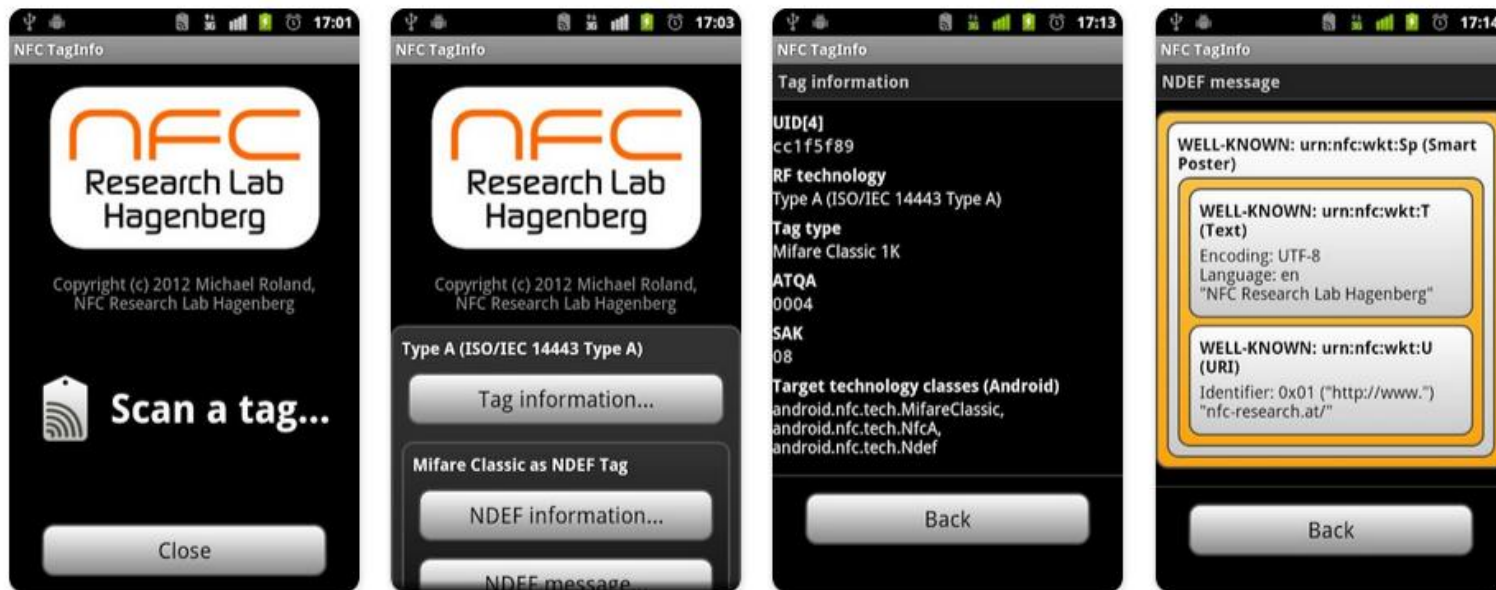 17:01
NFC TagInfo
NFC
Research Lab
Hagenberg
Copyright (c) 2012 Michael Roland,
NFC Research Lab Hagenberg
Scan a tag...
Close
17:03
NFC TagInfo
NFC
Research Lab
Hagenberg
Copyright (c) 2012 Michael Roland,
NFC Research Lab Hagenberg
Type A (ISO/IEC 14443 Type A)
Tag information...
Mifare Classic as NDEF Tag
NDEF information...
NDEF message...
17:13
NFC TagInfo
Tag information
UID[4]
cc1f5f89
RF technology
Type A (ISO/IEC 14443 Type A)
Tag type
Mifare Classic 1K
ATQA
0004
SAK
08
Target technology classes (Android)
android.nfc.tech.MifareClassic,
android.nfc.tech.NfcA,
android.nfc.tech.Ndef
Back
17:14
NFC TagInfo
NDEF message
WELL-KNOWN: urn:nfc:wkt:Sp (Smart
Poster)
WELL-KNOWN: urn:nfc:wkt:T
(Text)
Encoding: UTF-8
Language: en
"NFC Research Lab Hagenberg"
WELL-KNOWN: urn:nfc:wkt:U
(URI)
Identifier: 0x01 ("http://www.")
"nfc-research.at/"
Back